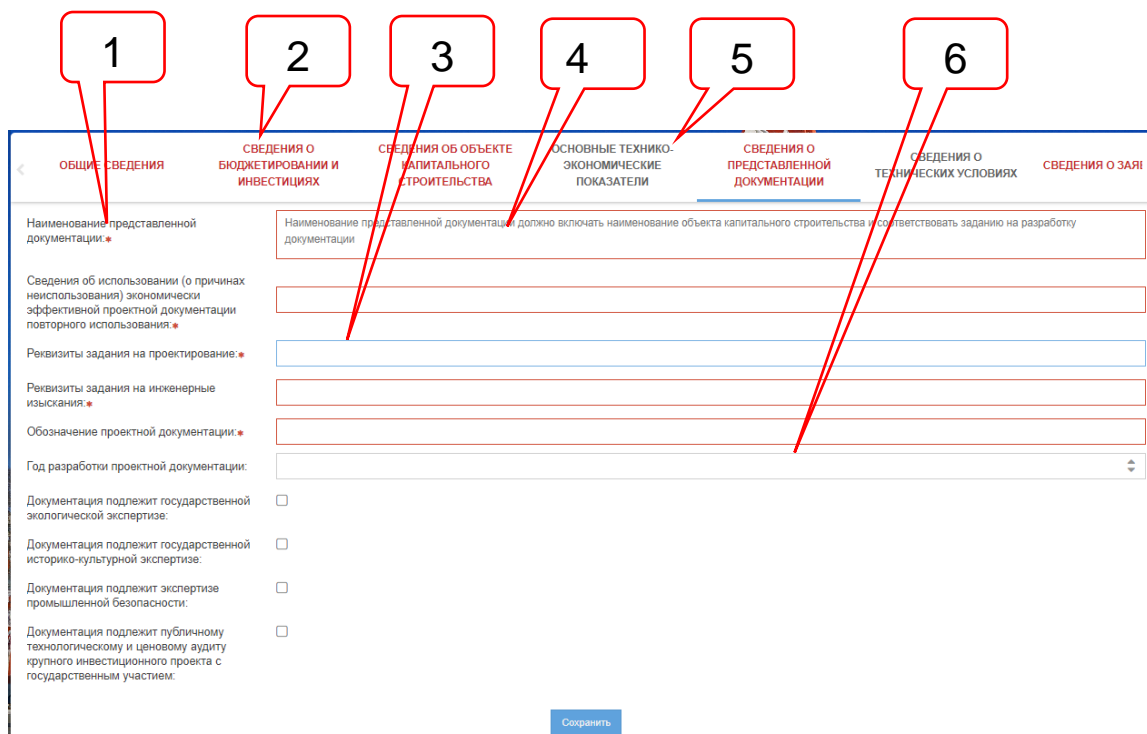 1 2 3 4 5 6
ОБЩИЕ СВЕДЕНИЯ
СВЕДЕНИЯ О
БЮДЖЕТИРОВАНИИ И
ИНВЕСТИЦИЯХ
СВЕДЕНИЯ ОБ ОБЪЕКТЕ
КАПИТАЛЬНОГО
СТРОИТЕЛЬСТВА
ОСНОВНЫЕ ТЕХНИКО-
ЭКОНОМИЧЕСКИЕ
ПОКАЗАТЕЛИ
СВЕДЕНИЯ О
ПРЕДСТАВЛЕННОЙ
ДОКУМЕНТАЦИИ
СВЕДЕНИЯ О
ТЕХНИЧЕСКИХ УСЛОВИЯХ
СВЕДЕНИЯ О ЗАЯВ
Наименование представленной
документации:*
Наименование представленной документации должно включать наименование объекта капитального строительства и соответствовать заданию на разработку
документации
Сведения об использовании (о причинах
неиспользования) экономически
эффективной проектной документации
повторного использования:*
Реквизиты задания на проектирование:*
Реквизиты задания на инженерные
изыскания:*
Обозначение проектной документации:*
Год разработки проектной документации:
Документация подлежит государственной
экологической экспертизе:
Документация подлежит государственной
историко-культурной экспертизе:
Документация подлежит экспертизе
промышленной безопасности:
Документация подлежит публичному
технологическому и ценовому аудиту
крупного инвестиционного проекта с
государственным участием:
Сохранить